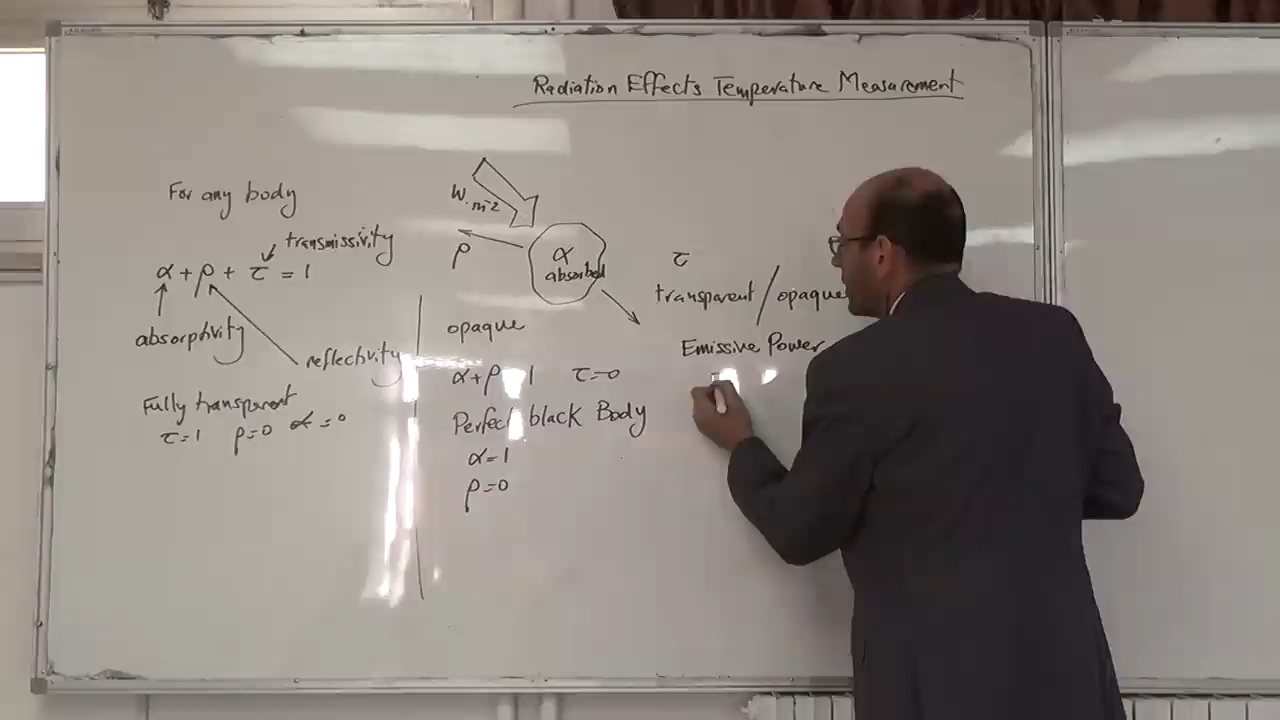 Radiation Effects Temperature Measurement
For any body
transmissivity
α + ρ + τ = 1
absorptivity
reflectivity
Fully transparent
τ=1 ρ=0 α=0
W.m-2
ρ
α
absorbed
τ
transparent / opaque
opaque
α+ρ 1 τ=0
Perfect black Body
α=1
ρ=0
Emissive Power